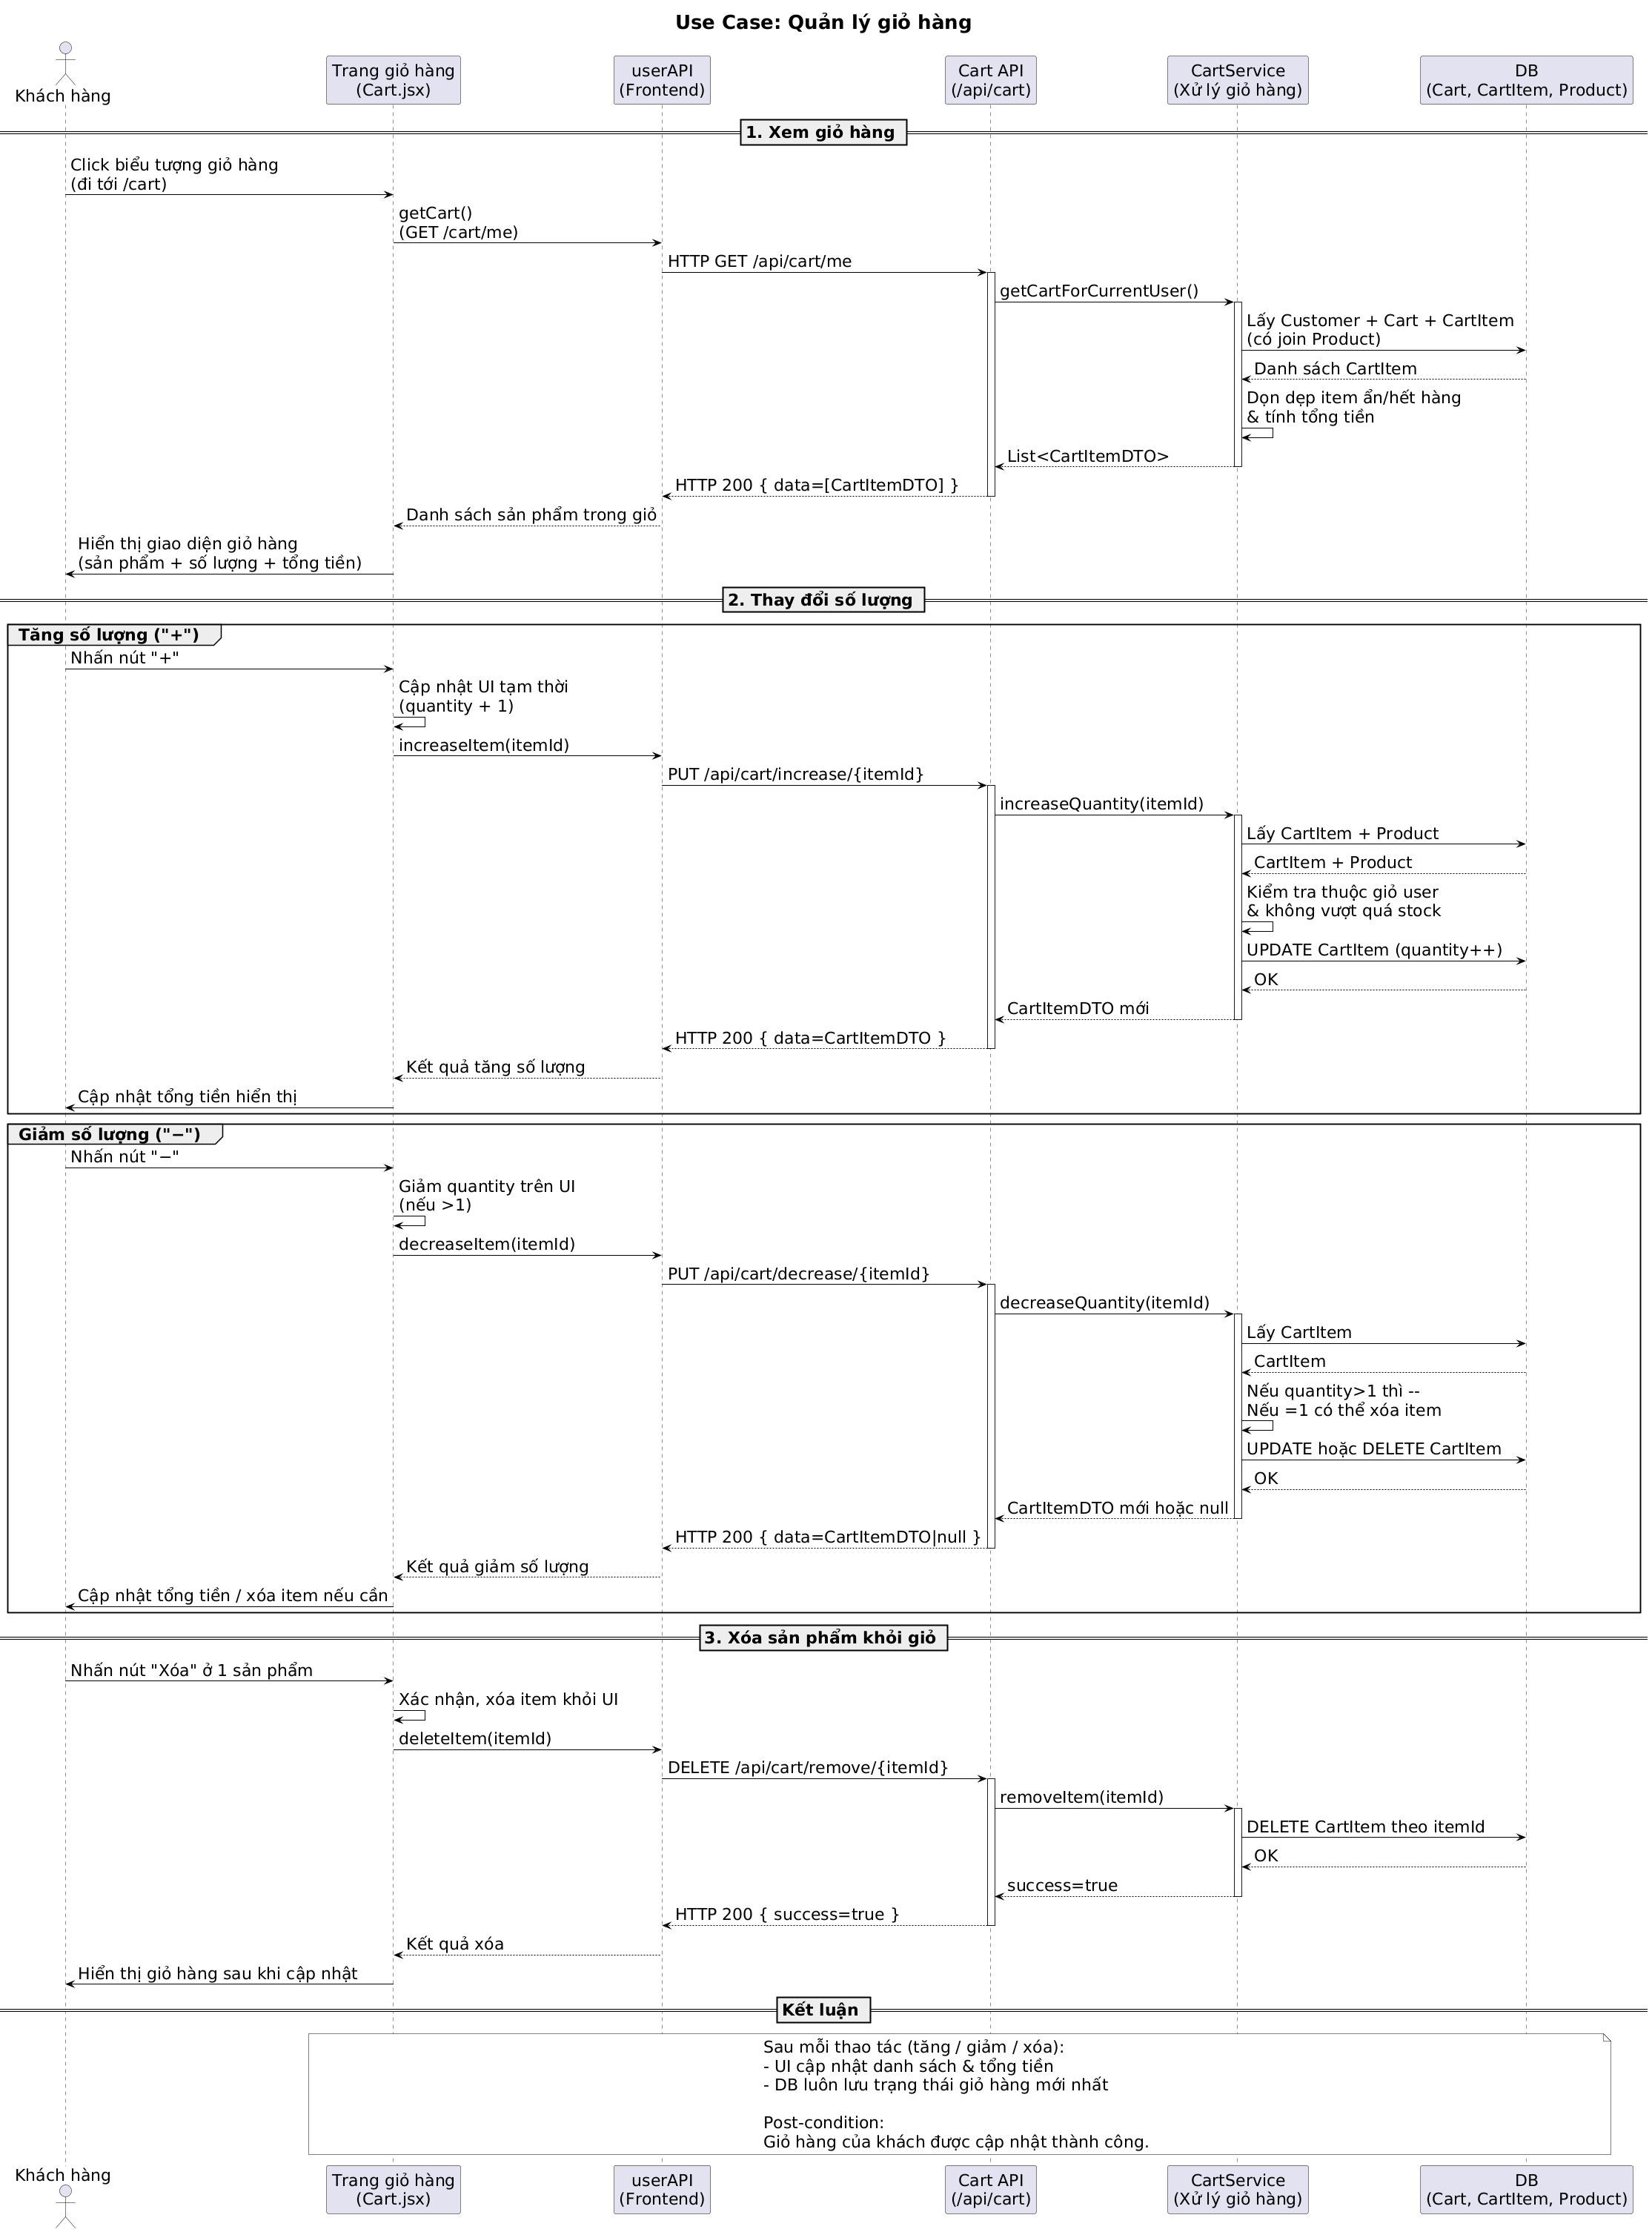 Use Case: Quản lý giỏ hàng
Khách hàng
Trang giỏ hàng
(Cart.jsx)
userAPI
(Frontend)
Cart API
(/api/cart)
CartService
(Xử lý giỏ hàng)
DB
(Cart, CartItem, Product)
1. Xem giỏ hàng
Click biểu tượng giỏ hàng
(đi tới /cart)
getCart()
(GET /cart/me)
HTTP GET /api/cart/me
getCartForCurrentUser()
Lấy Customer + Cart + CartItem
(có join Product)
Danh sách CartItem
Dọn dẹp item ẩn/hết hàng
& tính tổng tiền
List<CartItemDTO>
HTTP 200 { data=[CartItemDTO] }
Danh sách sản phẩm trong giỏ
Hiển thị giao diện giỏ hàng
(sản phẩm + số lượng + tổng tiền)
2. Thay đổi số lượng
Tăng số lượng ("+")
Nhấn nút "+"
Cập nhật UI tạm thời
(quantity + 1)
increaseItem(itemId)
PUT /api/cart/increase/{itemId}
increaseQuantity(itemId)
Lấy CartItem + Product
CartItem + Product
Kiểm tra thuộc giỏ user
& không vượt quá stock
UPDATE CartItem (quantity++)
OK
CartItemDTO mới
HTTP 200 { data=CartItemDTO }
Kết quả tăng số lượng
Cập nhật tổng tiền hiển thị
Giảm số lượng ("−")
Nhấn nút "−"
Giảm quantity trên UI
(nếu >1)
decreaseItem(itemId)
PUT /api/cart/decrease/{itemId}
decreaseQuantity(itemId)
Lấy CartItem
CartItem
Nếu quantity>1 thì --
Nếu =1 có thể xóa item
UPDATE hoặc DELETE CartItem
OK
CartItemDTO mới hoặc null
HTTP 200 { data=CartItemDTO|null }
Kết quả giảm số lượng
Cập nhật tổng tiền / xóa item nếu cần
3. Xóa sản phẩm khỏi giỏ
Nhấn nút "Xóa" ở 1 sản phẩm
Xác nhận, xóa item khỏi UI
deleteItem(itemId)
DELETE /api/cart/remove/{itemId}
removeItem(itemId)
DELETE CartItem theo itemId
OK
success=true
HTTP 200 { success=true }
Kết quả xóa
Hiển thị giỏ hàng sau khi cập nhật
Kết luận
Sau mỗi thao tác (tăng / giảm / xóa):
- UI cập nhật danh sách & tổng tiền
- DB luôn lưu trạng thái giỏ hàng mới nhất
Post-condition:
Giỏ hàng của khách được cập nhật thành công.
Khách hàng
Trang giỏ hàng
(Cart.jsx)
userAPI
(Frontend)
Cart API
(/api/cart)
CartService
(Xử lý giỏ hàng)
DB
(Cart, CartItem, Product)